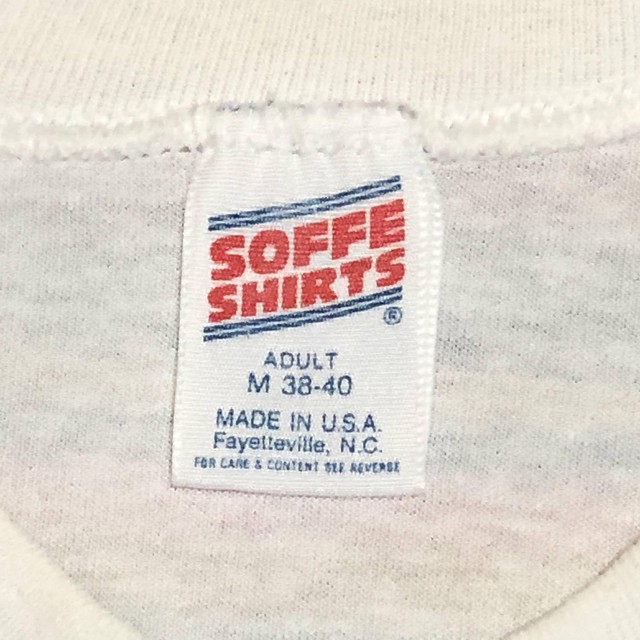 SOFFE
SHIRTS
®
ADULT
M 38-40
MADE IN U.S.A.
Fayetteville, N.C.
FOR CARE & CONTENT SEE REVERSE